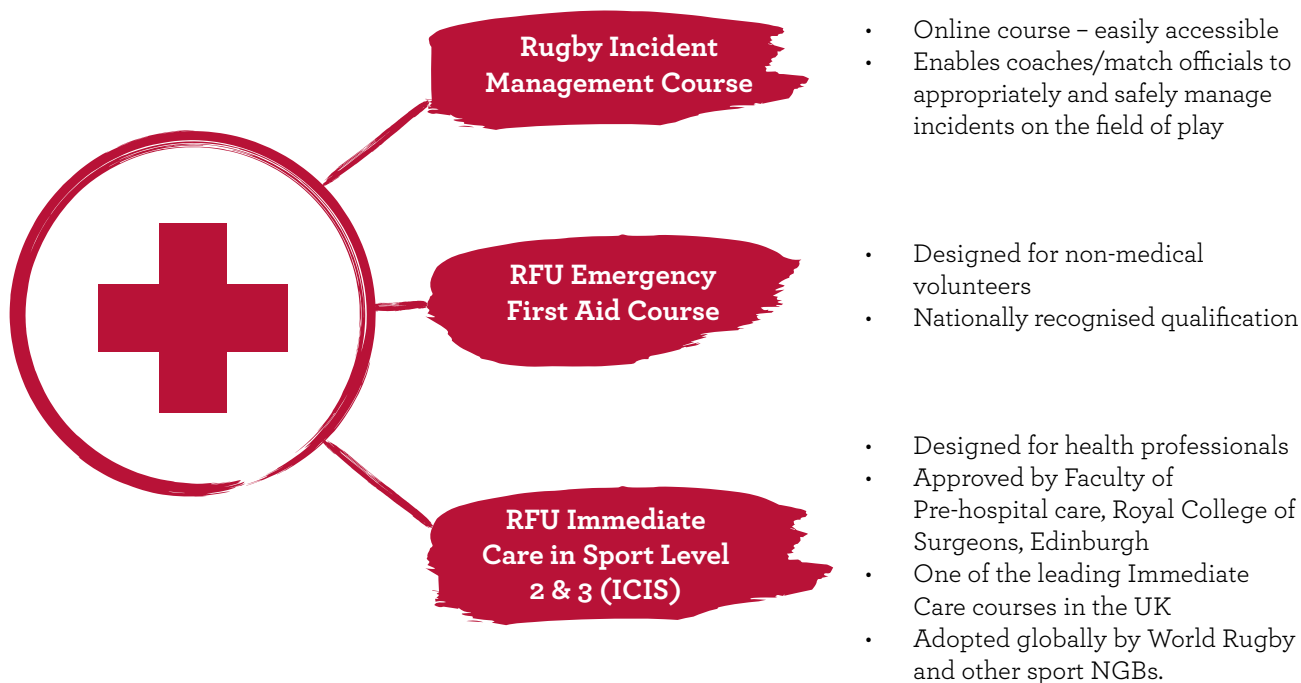 Rugby Incident
Management Course
• Online course – easily accessible
• Enables coaches/match officials to
appropriately and safely manage
incidents on the field of play
RFU Emergency
First Aid Course
• Designed for non-medical
volunteers
• Nationally recognised qualification
RFU Immediate
Care in Sport Level
2 & 3 (ICIS)
• Designed for health professionals
• Approved by Faculty of
Pre-hospital care, Royal College of
Surgeons, Edinburgh
• One of the leading Immediate
Care courses in the UK
• Adopted globally by World Rugby
and other sport NGBs.